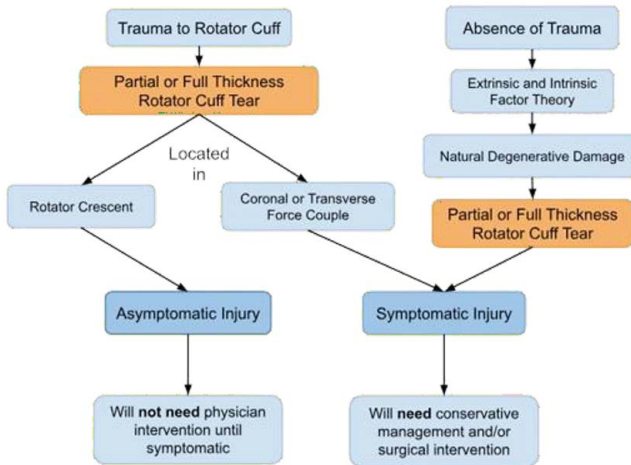 Trauma to Rotator Cuff
Absence of Trauma
Partial or Full Thickness
Rotator Cuff Tear
Extrinsic and Intrinsic
Factor Theory
Located
in
Natural Degenerative Damage
Rotator Crescent
Coronal or Transverse
Force Couple
Partial or Full Thickness
Rotator Cuff Tear
Asymptomatic Injury
Symptomatic Injury
Will not need physician
intervention until
symptomatic
Will need conservative
management and/or
surgical intervention